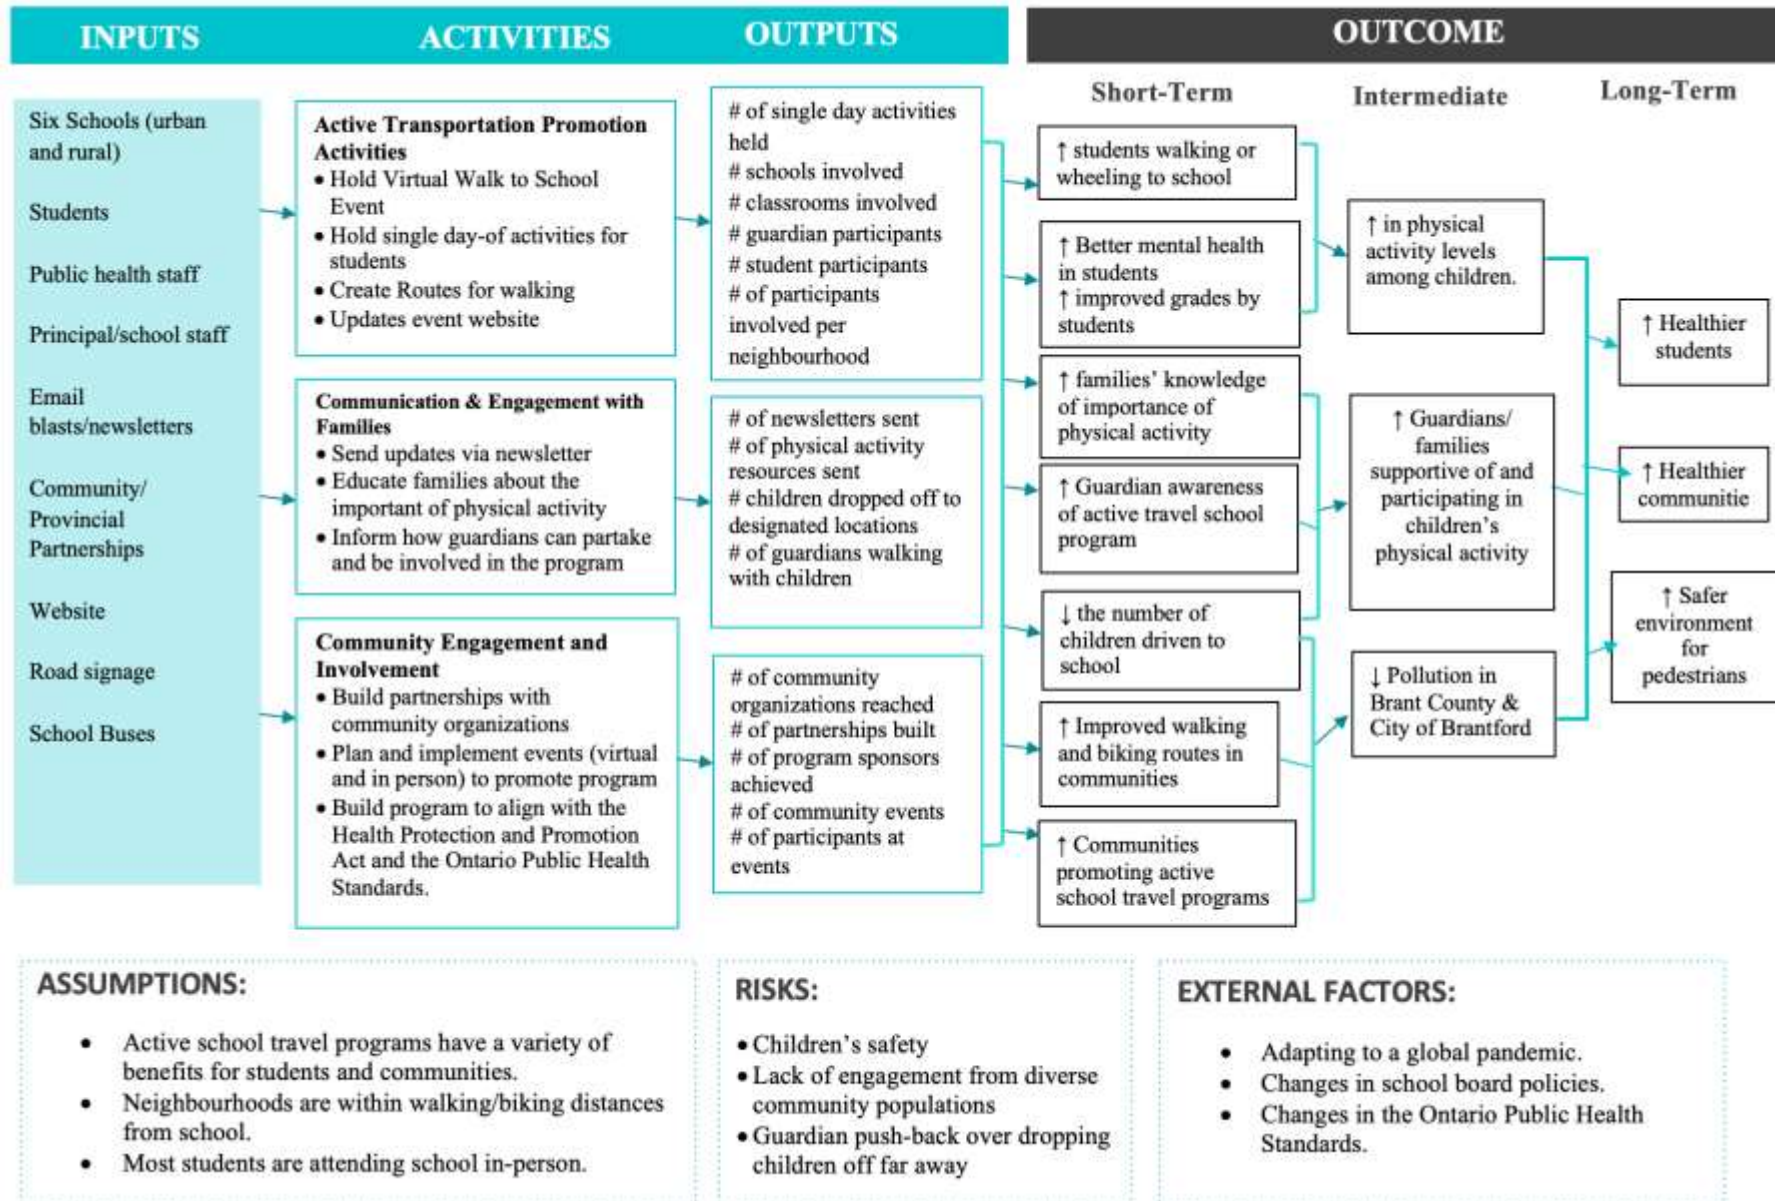 INPUTS
ACTIVITIES
OUTPUTS
OUTCOME
Short-Term
Intermediate
Long-Term
Six Schools (urban
and rural)
Students
Public health staff
Principal/school staff
Email
blasts/newsletters
Community/
Provincial
Partnerships
Website
Road signage
School Buses
Active Transportation Promotion
Activities
• Hold Virtual Walk to School
Event
• Hold single day-of activities for
students
• Create Routes for walking
• Updates event website
Communication & Engagement with
Families
• Send updates via newsletter
• Educate families about the
important of physical activity
• Inform how guardians can partake
and be involved in the program
Community Engagement and
Involvement
• Build partnerships with
community organizations
• Plan and implement events (virtual
and in person) to promote program
• Build program to align with the
Health Protection and Promotion
Act and the Ontario Public Health
Standards.
# of single day activities
held
# schools involved
# classrooms involved
# guardian participants
# student participants
# of participants
involved per
neighbourhood
# of newsletters sent
# of physical activity
resources sent
# children dropped off to
designated locations
# of guardians walking
with children
# of community
organizations reached
# of partnerships built
# of program sponsors
achieved
# of community events
# of participants at
events
↑ students walking or
wheeling to school
↑ Better mental health
in students
↑ improved grades by
students
↑ families’ knowledge
of importance of
physical activity
↑ Guardian awareness
of active travel school
program
↓ the number of
children driven to
school
↑ Improved walking
and biking routes in
communities
↑ Communities
promoting active
school travel programs
↑ in physical
activity levels
among children.
↑ Guardians/
families
supportive of and
participating in
children’s
physical activity
↓ Pollution in
Brant County &
City of Brantford
↑ Healthier
students
↑ Healthier
communitie
↑ Safer
environment
for
pedestrians
ASSUMPTIONS:
• Active school travel programs have a variety of
benefits for students and communities.
• Neighbourhoods are within walking/biking distances
from school.
• Most students are attending school in-person.
RISKS:
• Children’s safety
• Lack of engagement from diverse
community populations
• Guardian push-back over dropping
children off far away
EXTERNAL FACTORS:
• Adapting to a global pandemic.
• Changes in school board policies.
• Changes in the Ontario Public Health
Standards.